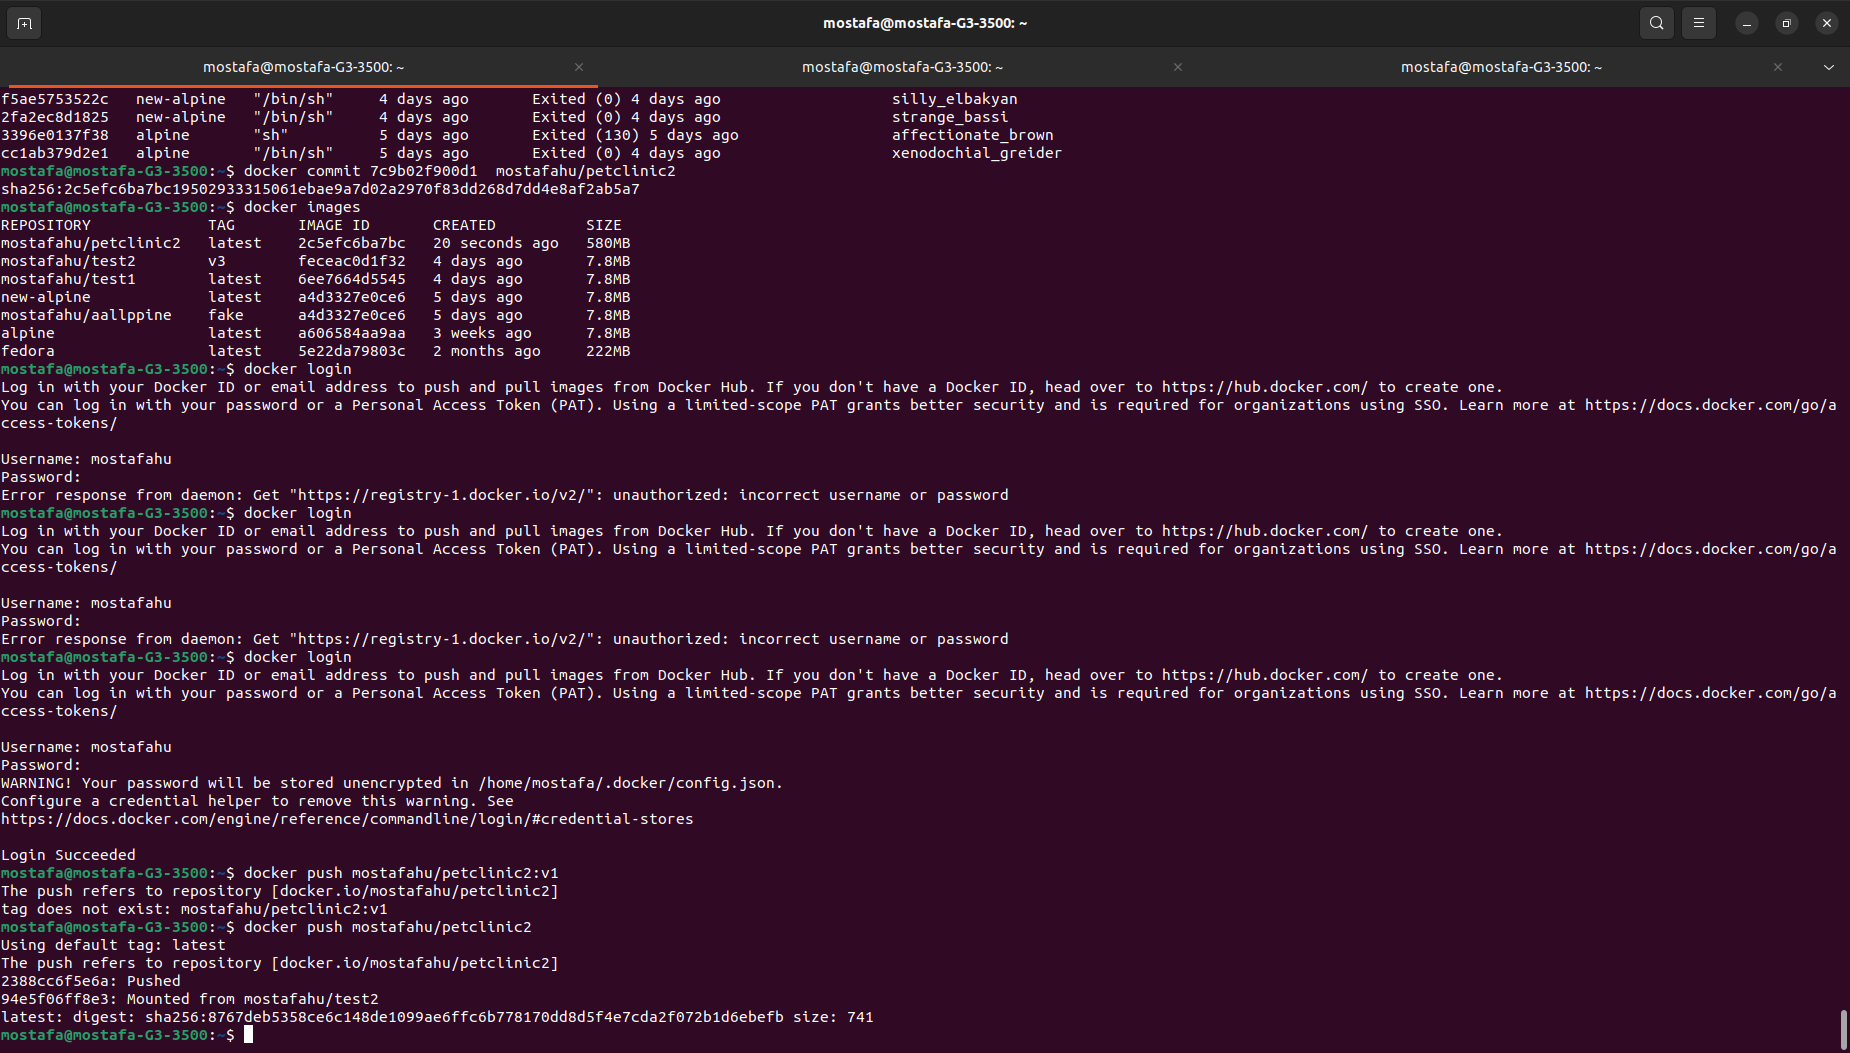 mostafa@mostafa-G3-3500: ~
mostafa@mostafa-G3-3500: ~ mostafa@mostafa-G3-3500: ~ mostafa@mostafa-G3-3500: ~
f5ae5753522c   new-alpine   "/bin/sh"     4 days ago       Exited (0) 4 days ago                   silly_elbakyan
2fa2ec8d1825   new-alpine   "/bin/sh"     4 days ago       Exited (0) 4 days ago                   strange_bassi
3396e0137f38   alpine       "sh"          5 days ago       Exited (130) 5 days ago                 affectionate_brown
cc1ab379d2e1   alpine       "/bin/sh"     5 days ago       Exited (0) 4 days ago                   xenodochial_greider
mostafa@mostafa-G3-3500:~$ docker commit 7c9b02f900d1  mostafahu/petclinic2
sha256:2c5efc6ba7bc19502933315061ebae9a7d02a2970f83dd268d7dd4e8af2ab5a7
mostafa@mostafa-G3-3500:~$ docker images
REPOSITORY             TAG       IMAGE ID       CREATED          SIZE
mostafahu/petclinic2   latest    2c5efc6ba7bc   20 seconds ago   580MB
mostafahu/test2        v3        feceac0d1f32   4 days ago       7.8MB
mostafahu/test1        latest    6ee7664d5545   4 days ago       7.8MB
new-alpine             latest    a4d3327e0ce6   5 days ago       7.8MB
mostafahu/aallppine    fake      a4d3327e0ce6   5 days ago       7.8MB
alpine                 latest    a606584aa9aa   3 weeks ago      7.8MB
fedora                 latest    5e22da79803c   2 months ago     222MB
mostafa@mostafa-G3-3500:~$ docker login
Log in with your Docker ID or email address to push and pull images from Docker Hub. If you don't have a Docker ID, head over to https://hub.docker.com/ to create one.
You can log in with your password or a Personal Access Token (PAT). Using a limited-scope PAT grants better security and is required for organizations using SSO. Learn more at https://docs.docker.com/go/a
ccess-tokens/
Username: mostafahu
Password:
Error response from daemon: Get "https://registry-1.docker.io/v2/": unauthorized: incorrect username or password
mostafa@mostafa-G3-3500:~$ docker login
Log in with your Docker ID or email address to push and pull images from Docker Hub. If you don't have a Docker ID, head over to https://hub.docker.com/ to create one.
You can log in with your password or a Personal Access Token (PAT). Using a limited-scope PAT grants better security and is required for organizations using SSO. Learn more at https://docs.docker.com/go/a
ccess-tokens/
Username: mostafahu
Password:
Error response from daemon: Get "https://registry-1.docker.io/v2/": unauthorized: incorrect username or password
mostafa@mostafa-G3-3500:~$ docker login
Log in with your Docker ID or email address to push and pull images from Docker Hub. If you don't have a Docker ID, head over to https://hub.docker.com/ to create one.
You can log in with your password or a Personal Access Token (PAT). Using a limited-scope PAT grants better security and is required for organizations using SSO. Learn more at https://docs.docker.com/go/a
ccess-tokens/
Username: mostafahu
Password:
WARNING! Your password will be stored unencrypted in /home/mostafa/.docker/config.json.
Configure a credential helper to remove this warning. See
https://docs.docker.com/engine/reference/commandline/login/#credential-stores
Login Succeeded
mostafa@mostafa-G3-3500:~$ docker push mostafahu/petclinic2:v1
The push refers to repository [docker.io/mostafahu/petclinic2]
tag does not exist: mostafahu/petclinic2:v1
mostafa@mostafa-G3-3500:~$ docker push mostafahu/petclinic2
Using default tag: latest
The push refers to repository [docker.io/mostafahu/petclinic2]
2388cc6f5e6a: Pushed
94e5f06ff8e3: Mounted from mostafahu/test2
latest: digest: sha256:8767deb5358ce6c148de1099ae6ffc6b778170dd8d5f4e7cda2f072b1d6ebefb size: 741
mostafa@mostafa-G3-3500:~$